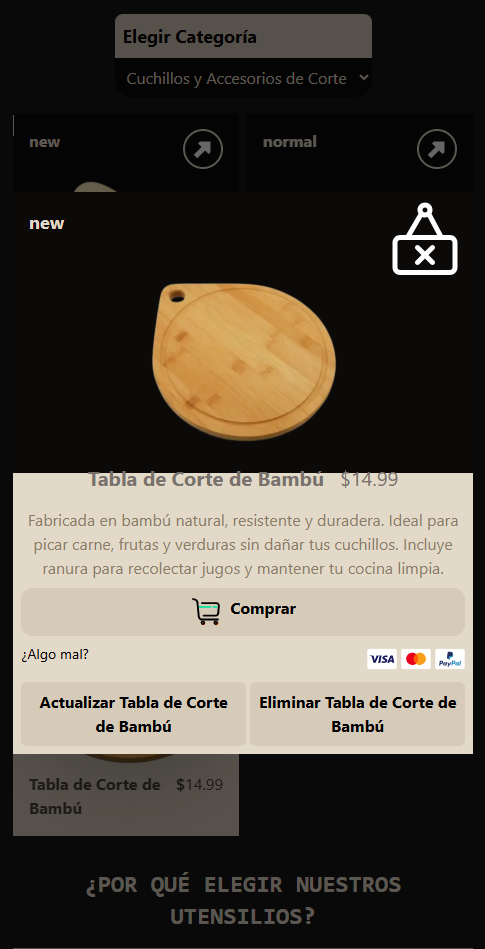 Elegir Categoría
Cuchillos y Accesorios de Corte
new
normal
new
Tabla de Corte de Bambú $14.99
Fabricada en bambú natural, resistente y duradera. Ideal para
picar carne, frutas y verduras sin dañar tus cuchillos. Incluye
ranura para recolectar jugos y mantener tu cocina limpia.
Comprar
¿Algo mal?
VISA
PayPal
Actualizar Tabla de Corte
de Bambú
Eliminar Tabla de Corte de
Bambú
Tabla de Corte de $14.99
Bambú
¿POR QUÉ ELEGIR NUESTROS
UTENSILIOS?